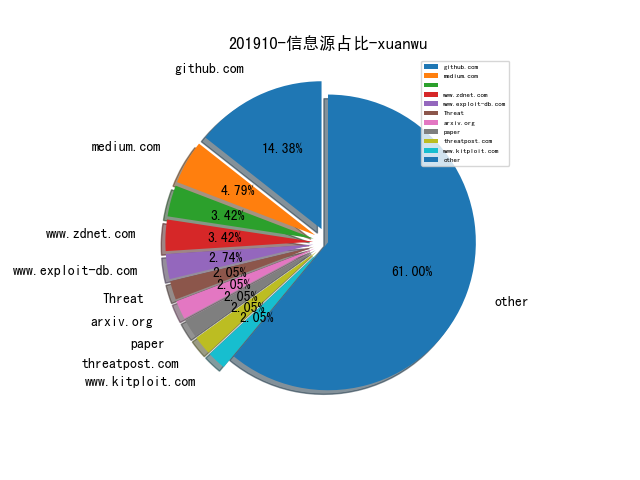 201910-信息源占比-xuanwu
github.com
medium.com
www.zdnet.com
www.exploit-db.com
Threat
arxiv.org
paper
threatpost.com
www.kitploit.com
other
14.38%
4.79%
3.42%
3.42%
2.74%
2.05%
2.05%
2.05%
2.05%
2.05%
61.00%
github.com
medium.com
www.zdnet.com
www.exploit-db.com
Threat
arxiv.org
paper
threatpost.com
www.kitploit.com
other